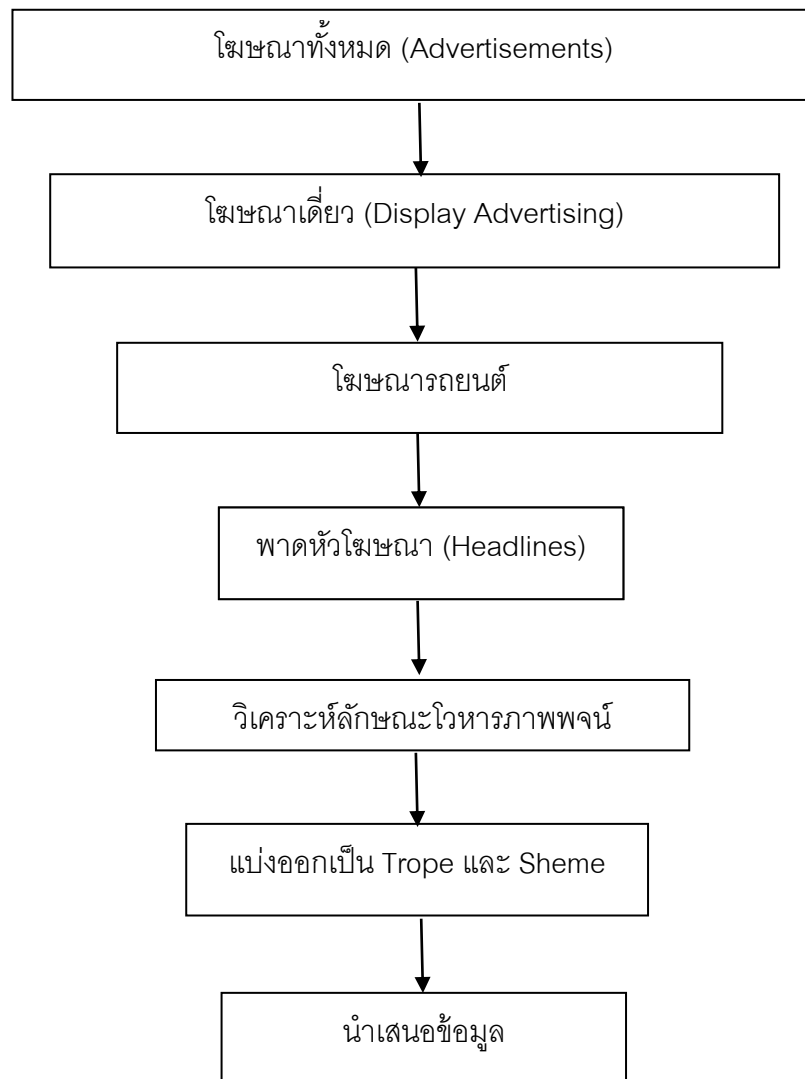 โฆษณาทั้งหมด (Advertisements)
โฆษณาเดี่ยว (Display Advertising)
โฆษณารถยนต์
พาดหัวโฆษณา (Headlines)
วิเคราะห์ลักษณะโวหารภาพพจน์
แบ่งออกเป็น Trope และ Sheme
นำเสนอข้อมูล